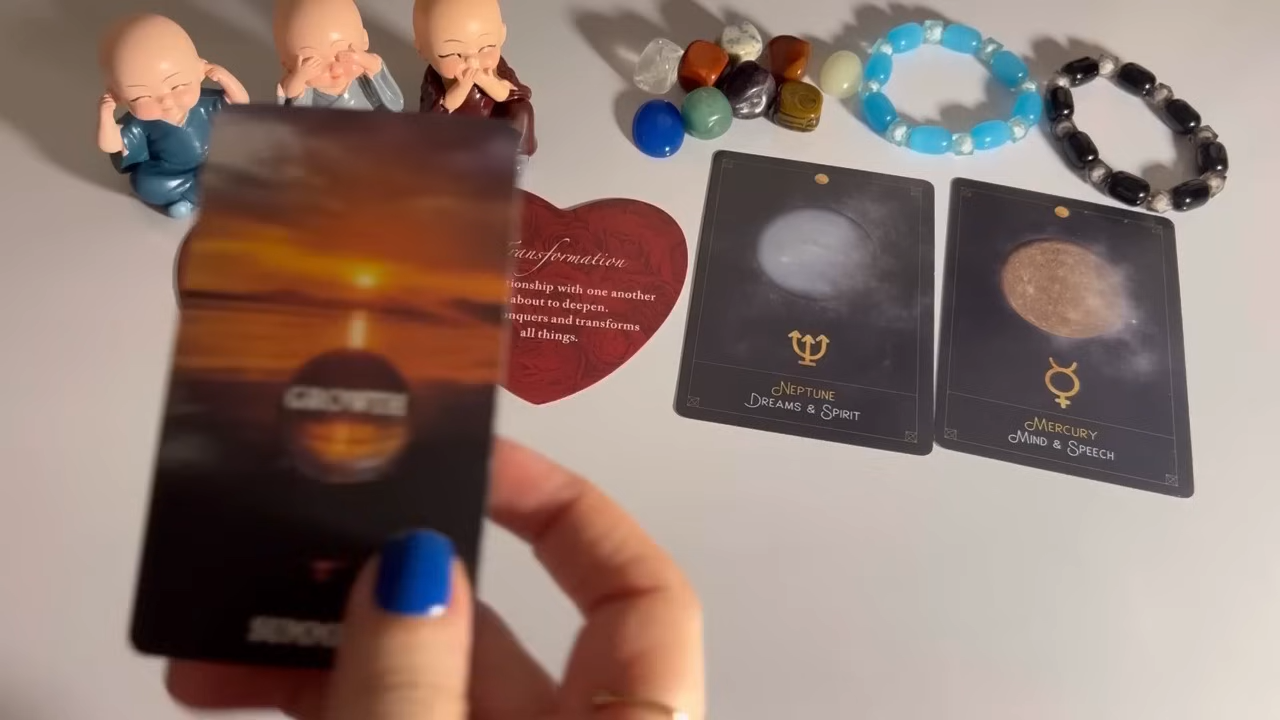 GROWTH
ransformation
tionship with one another
about to deepen.
nquers and transforms
all things.
NEPTUNE
DREAMS & SPIRIT
MERCURY
MIND & SPEECH